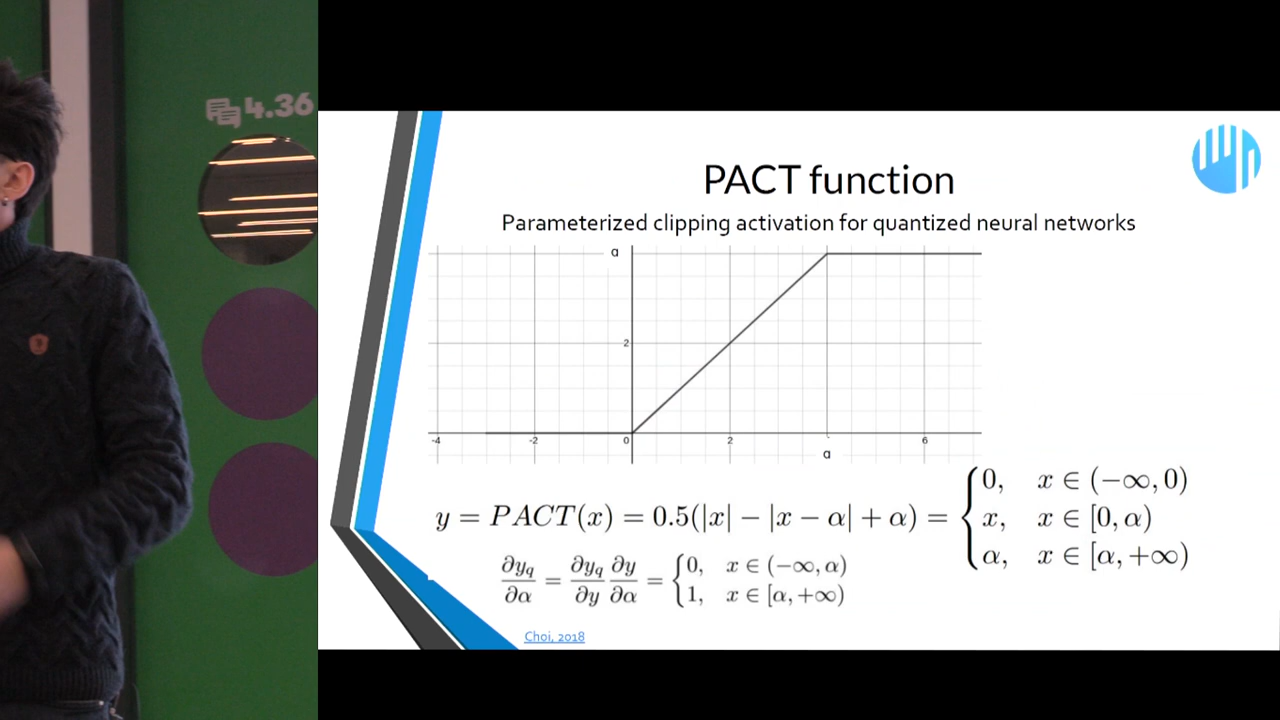 4.36
PACT function
Parameterized clipping activation for quantized neural networks
α
2
-4 -2 0 2 6
α
y = PACT(x) = 0.5(|x| − |x − α| + α) = { 0, x ∈ (−∞, 0)
x, x ∈ [0, α)
α, x ∈ [α, +∞)
∂y_q/∂α = ∂y_q/∂y ∂y/∂α = { 0, x ∈ (−∞, α)
1, x ∈ [α, +∞)
Choi, 2018